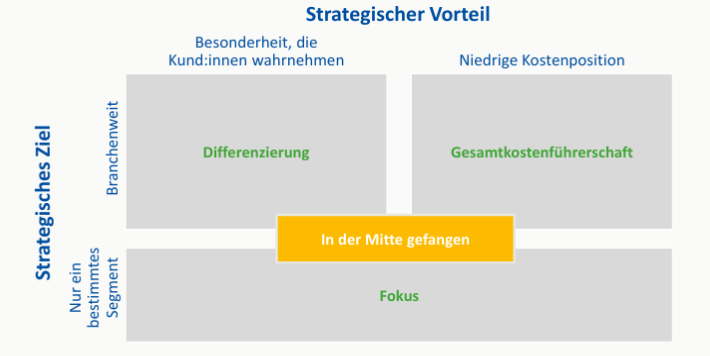 Strategischer Vorteil
Besonderheit, die
Kund:innen wahrnehmen
Niedrige Kostenposition
Strategisches Ziel
Branchenweit
Differenzierung
Gesamtkostenführerschaft
In der Mitte gefangen
Nur ein
bestimmtes
Segment
Fokus